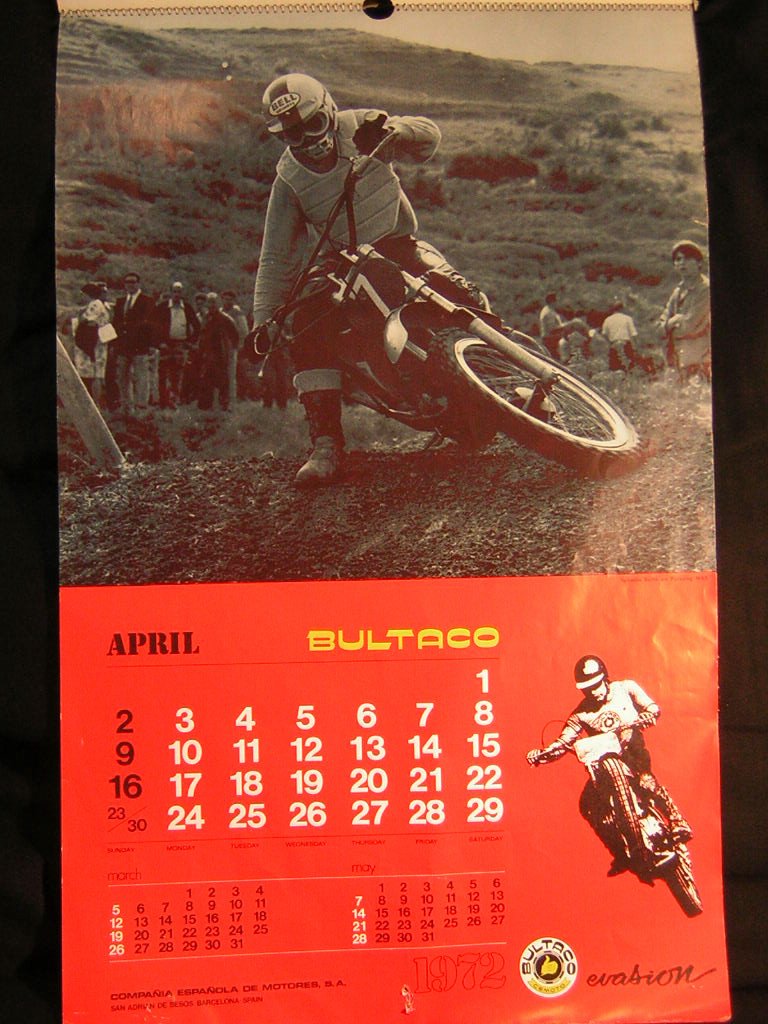 BELL
1
APRIL
BULTACO
1
2 3 4 5 6 7 8
9 10 11 12 13 14 15
16 17 18 19 20 21 22
23/30 24 25 26 27 28 29
SUNDAY MONDAY TUESDAY WEDNESDAY THURSDAY FRIDAY SATURDAY
march
1 2 3 4
5 6 7 8 9 10 11
12 13 14 15 16 17 18
19 20 21 22 23 24 25
26 27 28 29 30 31
may
1 2 3 4 5 6
7 8 9 10 11 12 13
14 15 16 17 18 19 20
21 22 23 24 25 26 27
28 29 30 31
1972
COMPAÑIA ESPAÑOLA DE MOTORES, S.A.
SAN ADRIAN DE BESOS. BARCELONA. SPAIN
BULTACO
CEMOTO
evasion